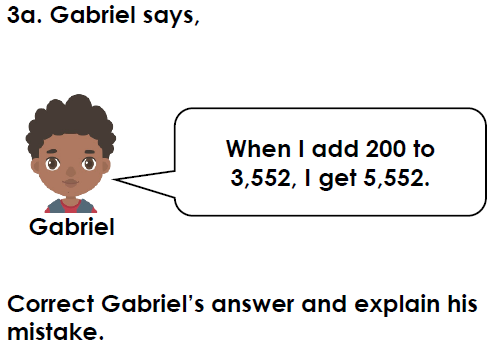 3a. Gabriel says,
When I add 200 to
3,552, I get 5,552.
Gabriel
Correct Gabriel’s answer and explain his
mistake.